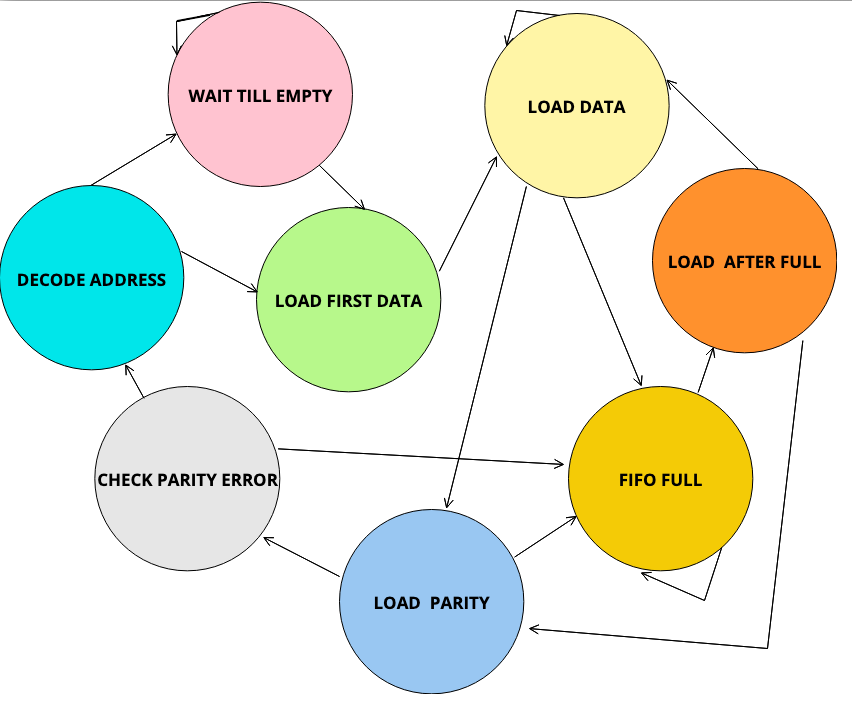 WAIT TILL EMPTY
LOAD DATA
LOAD AFTER FULL
DECODE ADDRESS
LOAD FIRST DATA
CHECK PARITY ERROR
FIFO FULL
LOAD PARITY